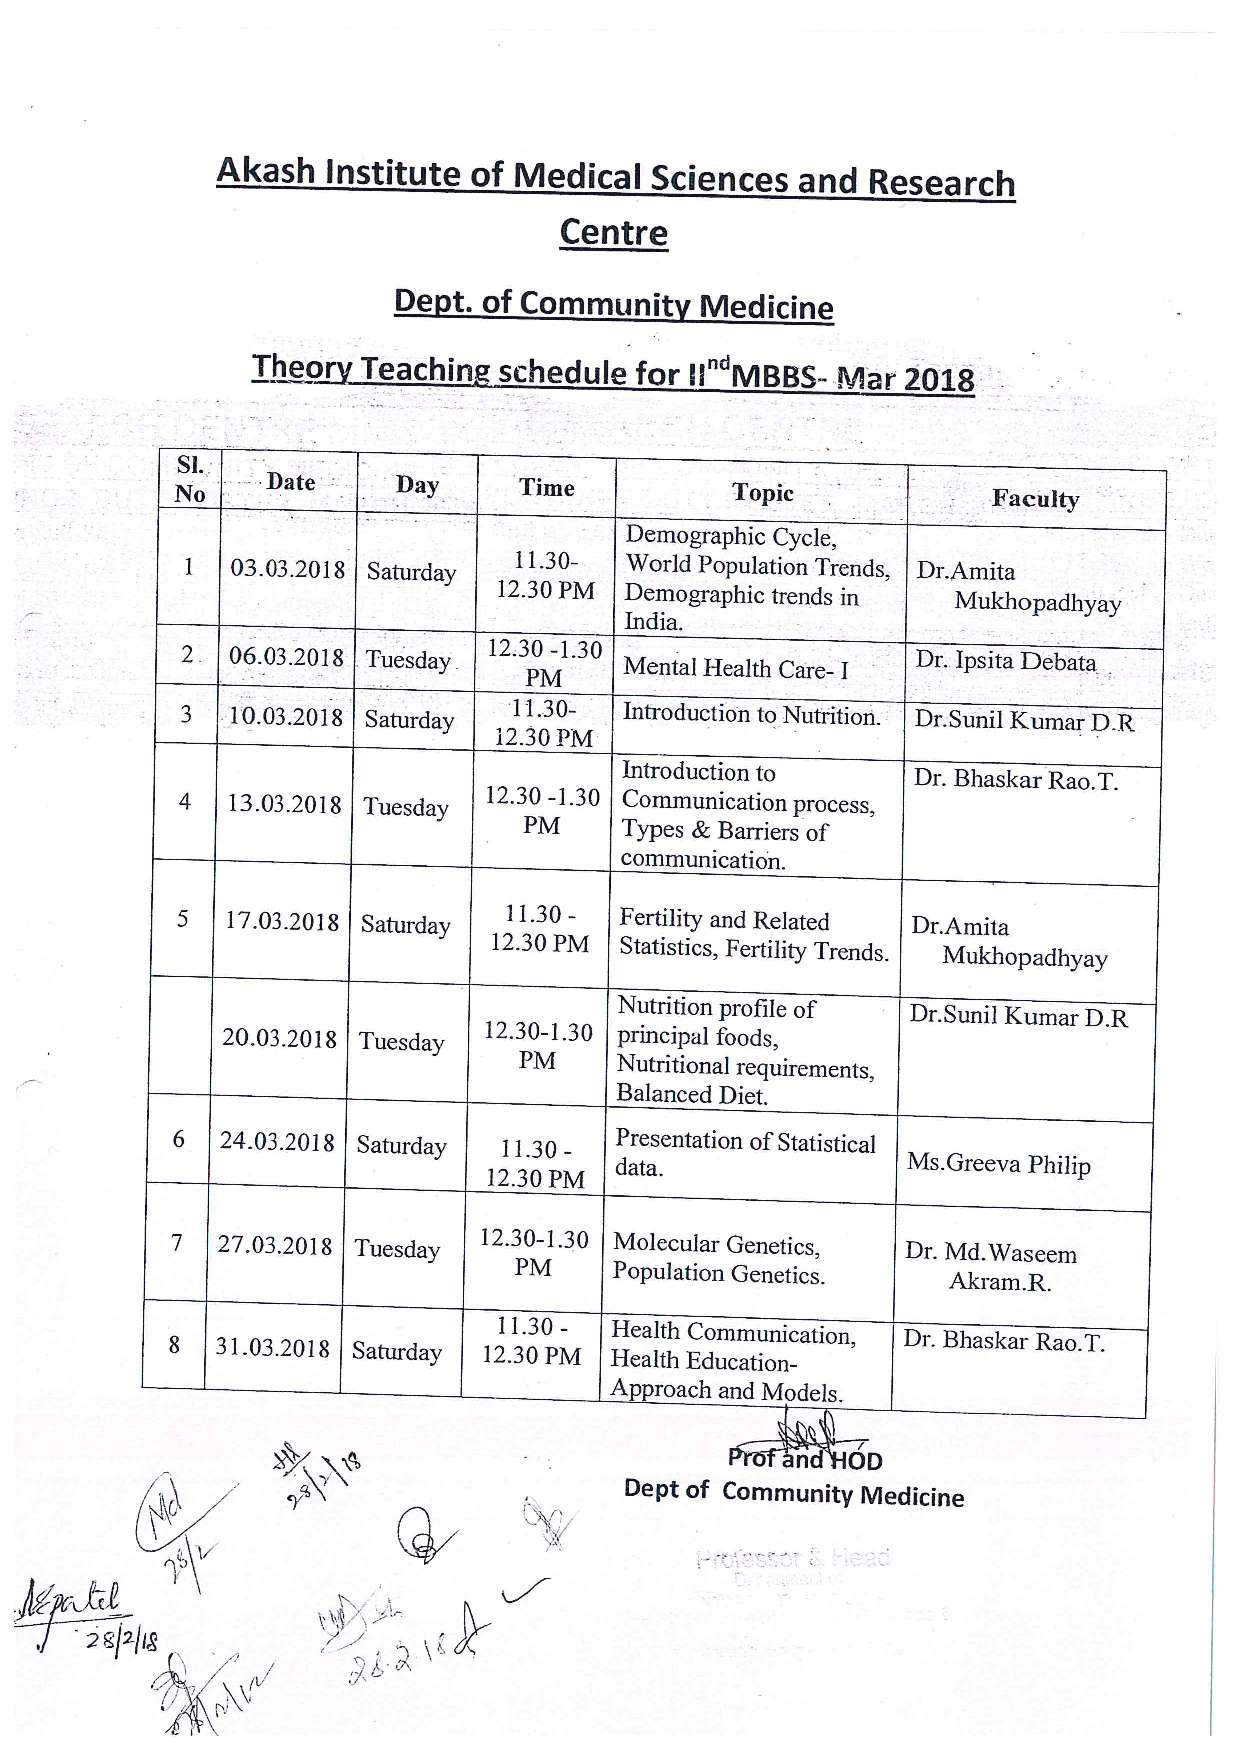 Akash Institute of Medical Sciences and Research
Centre
Dept. of Community Medicine
Theory Teaching schedule for IIndMBBS- Mar 2018
Sl. No Date Day Time Topic Faculty
1 03.03.2018 Saturday 11.30-12.30 PM Demographic Cycle,
World Population Trends,
Demographic trends in
India. Dr.Amita Mukhopadhyay
2 06.03.2018 Tuesday 12.30 -1.30 PM Mental Health Care- I Dr. Ipsita Debata
3 10.03.2018 Saturday 11.30-12.30 PM Introduction to Nutrition. Dr.Sunil Kumar D.R
4 13.03.2018 Tuesday 12.30 -1.30 PM Introduction to
Communication process,
Types & Barriers of
communication. Dr. Bhaskar Rao.T.
5 17.03.2018 Saturday 11.30 -12.30 PM Fertility and Related
Statistics, Fertility Trends. Dr.Amita Mukhopadhyay
20.03.2018 Tuesday 12.30-1.30 PM Nutrition profile of
principal foods,
Nutritional requirements,
Balanced Diet. Dr.Sunil Kumar D.R
6 24.03.2018 Saturday 11.30 -12.30 PM Presentation of Statistical
data. Ms.Greeva Philip
7 27.03.2018 Tuesday 12.30-1.30 PM Molecular Genetics,
Population Genetics. Dr. Md.Waseem Akram.R.
8 31.03.2018 Saturday 11.30 -12.30 PM Health Communication,
Health Education-
Approach and Models. Dr. Bhaskar Rao.T.
Prof and HOD
Dept of Community Medicine
Professor & Head
28/2/18
Md
28/2
28/2/18
28.2.18